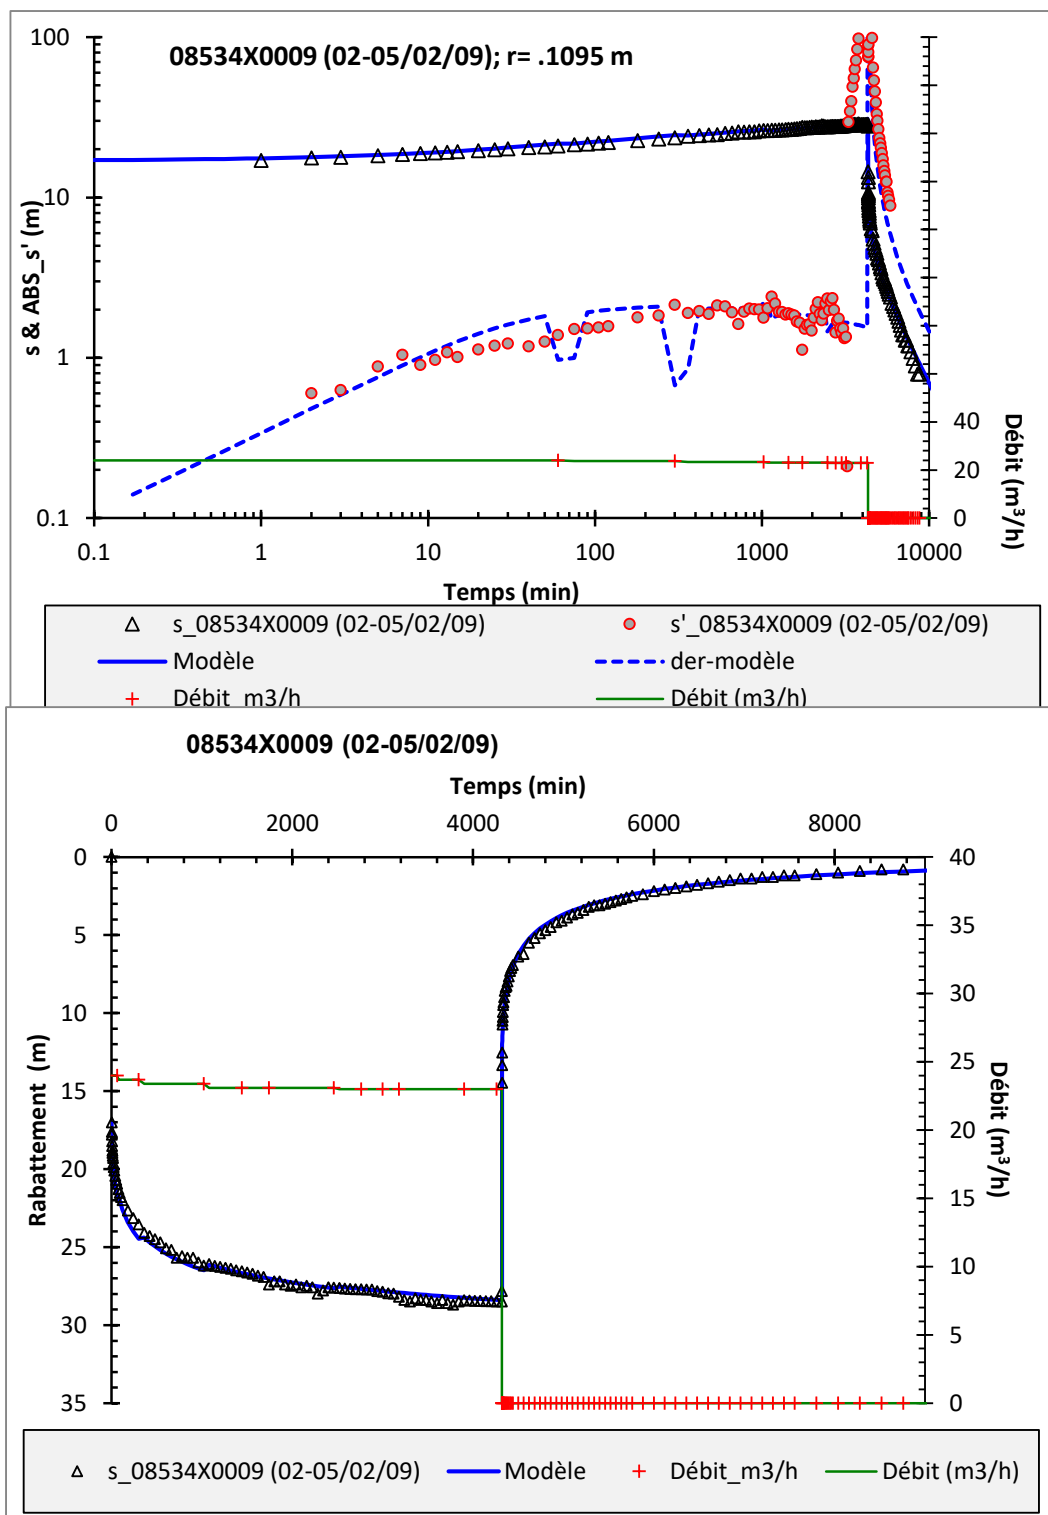 08534X0009 (02-05/02/09); r= .1095 m
100
10
1
0.1
s & ABS_s' (m)
40
20
0
Débit (m³/h)
0.1 1 10 100 1000 10000
Temps (min)
s_08534X0009 (02-05/02/09) s'_08534X0009 (02-05/02/09)
Modèle der-modèle
Débit_m3/h Débit (m3/h)
08534X0009 (02-05/02/09)
Temps (min)
0 2000 4000 6000 8000
0
5
10
15
20
25
30
35
Rabattement (m)
40
35
30
25
20
15
10
5
0
Débit (m³/h)
s_08534X0009 (02-05/02/09) Modèle Débit_m3/h Débit (m3/h)